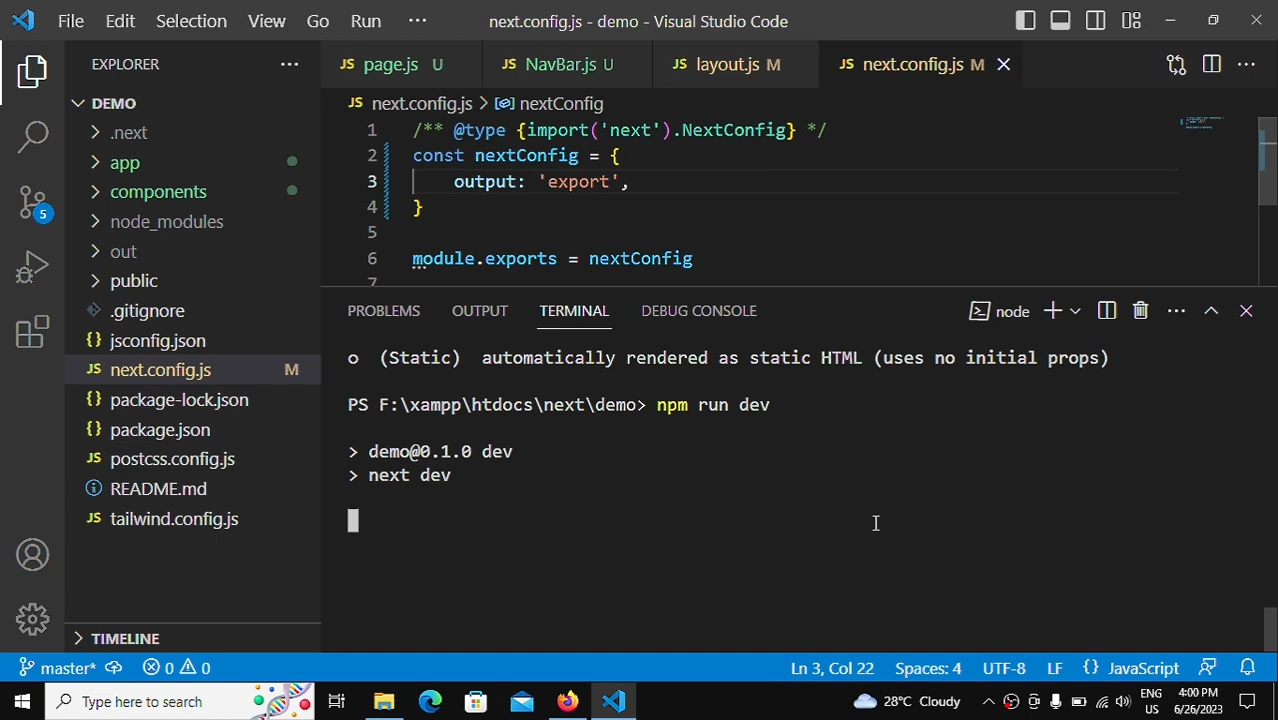 File Edit Selection View Go Run ··· next.config.js - demo - Visual Studio Code
EXPLORER ···
JS page.js U JS NavBar.js U JS layout.js M JS next.config.js M
DEMO
.next
app
components
node_modules
out
public
.gitignore
{} jsconfig.json
JS next.config.js M
{} package-lock.json
{} package.json
JS postcss.config.js
README.md
JS tailwind.config.js
TIMELINE
5
JS next.config.js > nextConfig
1 /** @type {import('next').NextConfig} */
2 const nextConfig = {
3 output: 'export',
4 }
5
6 module.exports = nextConfig
7
PROBLEMS OUTPUT TERMINAL DEBUG CONSOLE node
o (Static) automatically rendered as static HTML (uses no initial props)
PS F:\xampp\htdocs\next\demo> npm run dev
> demo@0.1.0 dev
> next dev
master* 0 0 Ln 3, Col 22 Spaces: 4 UTF-8 LF {} JavaScript
Type here to search 28°C Cloudy ENG US 4:00 PM 6/26/2023